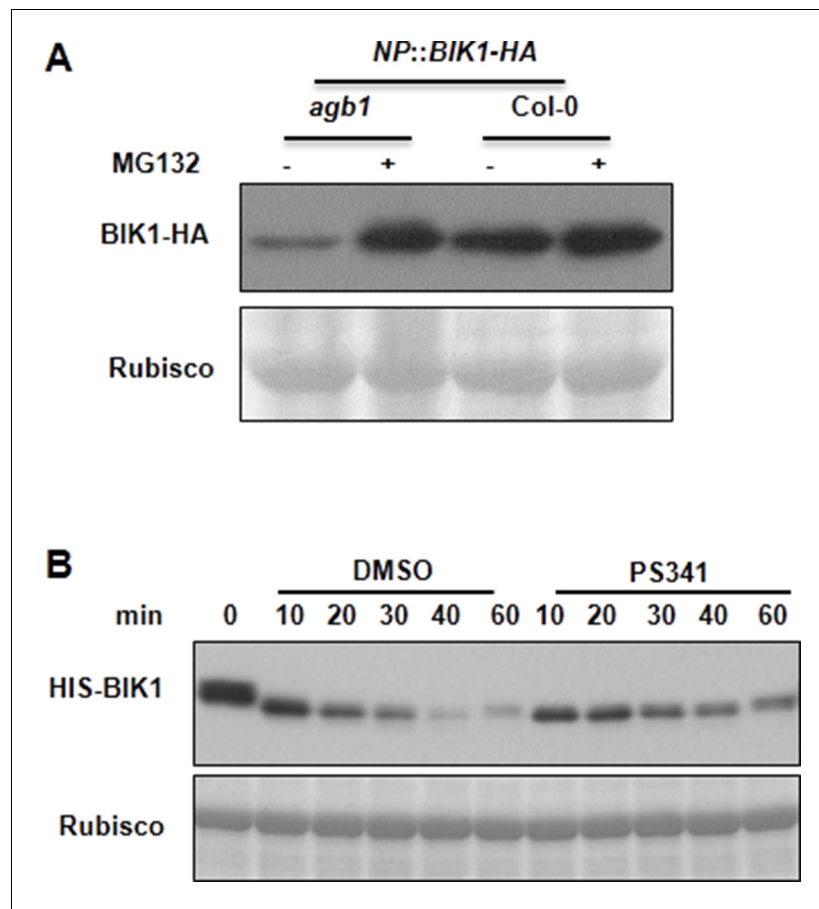 A
NP::BIK1-HA
agb1 Col-0
MG132 - + - +
BIK1-HA
Rubisco
B
DMSO PS341
min 0 10 20 30 40 60 10 20 30 40 60
HIS-BIK1
Rubisco